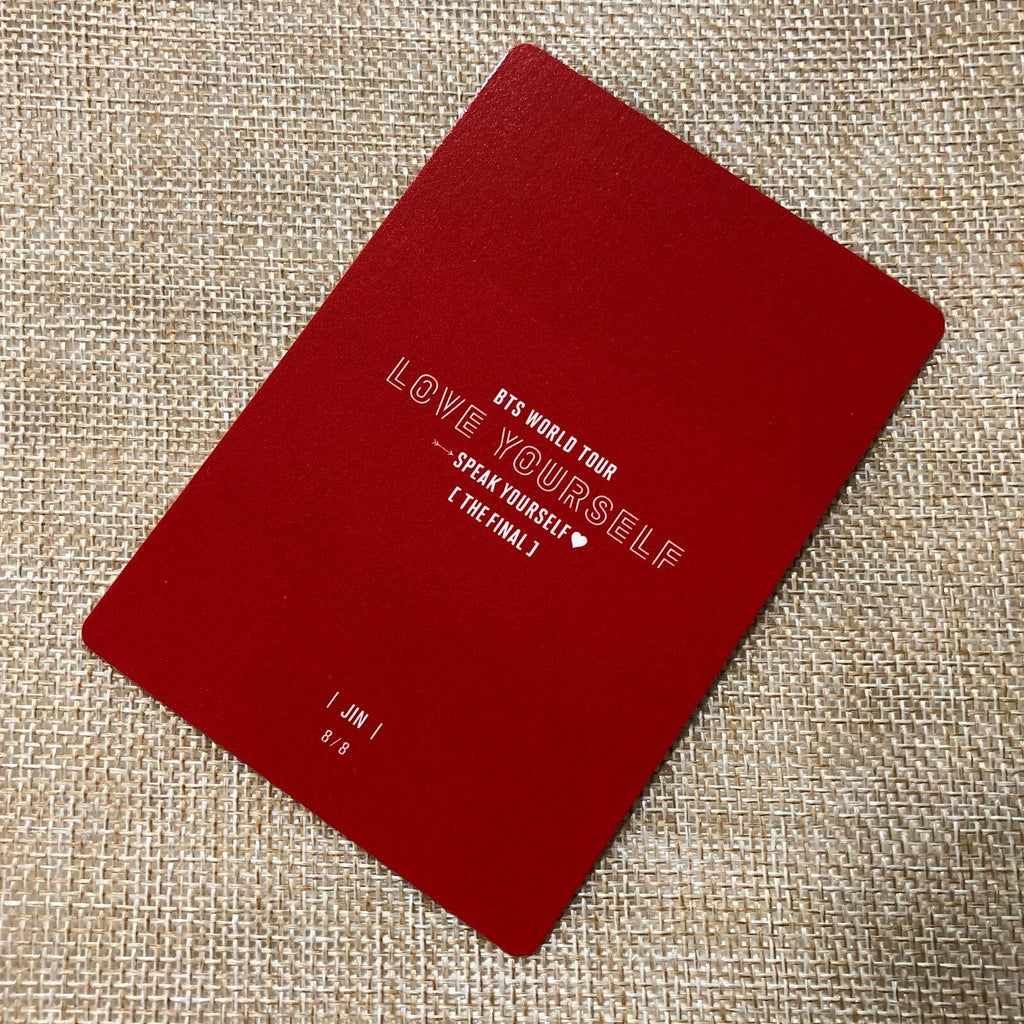 BTS WORLD TOUR
LOVE YOURSELF
SPEAK YOURSELF
[THE FINAL]
| JIN |
8/8